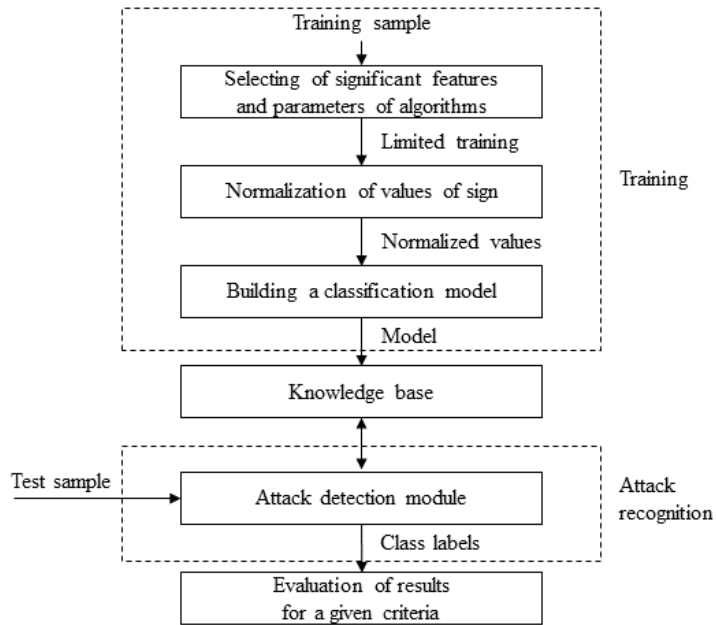 Training sample
Selecting of significant features
and parameters of algorithms
Limited training
Normalization of values of sign
Training
Normalized values
Building a classification model
Model
Knowledge base
Test sample
Attack detection module
Attack
recognition
Class labels
Evaluation of results
for a given criteria